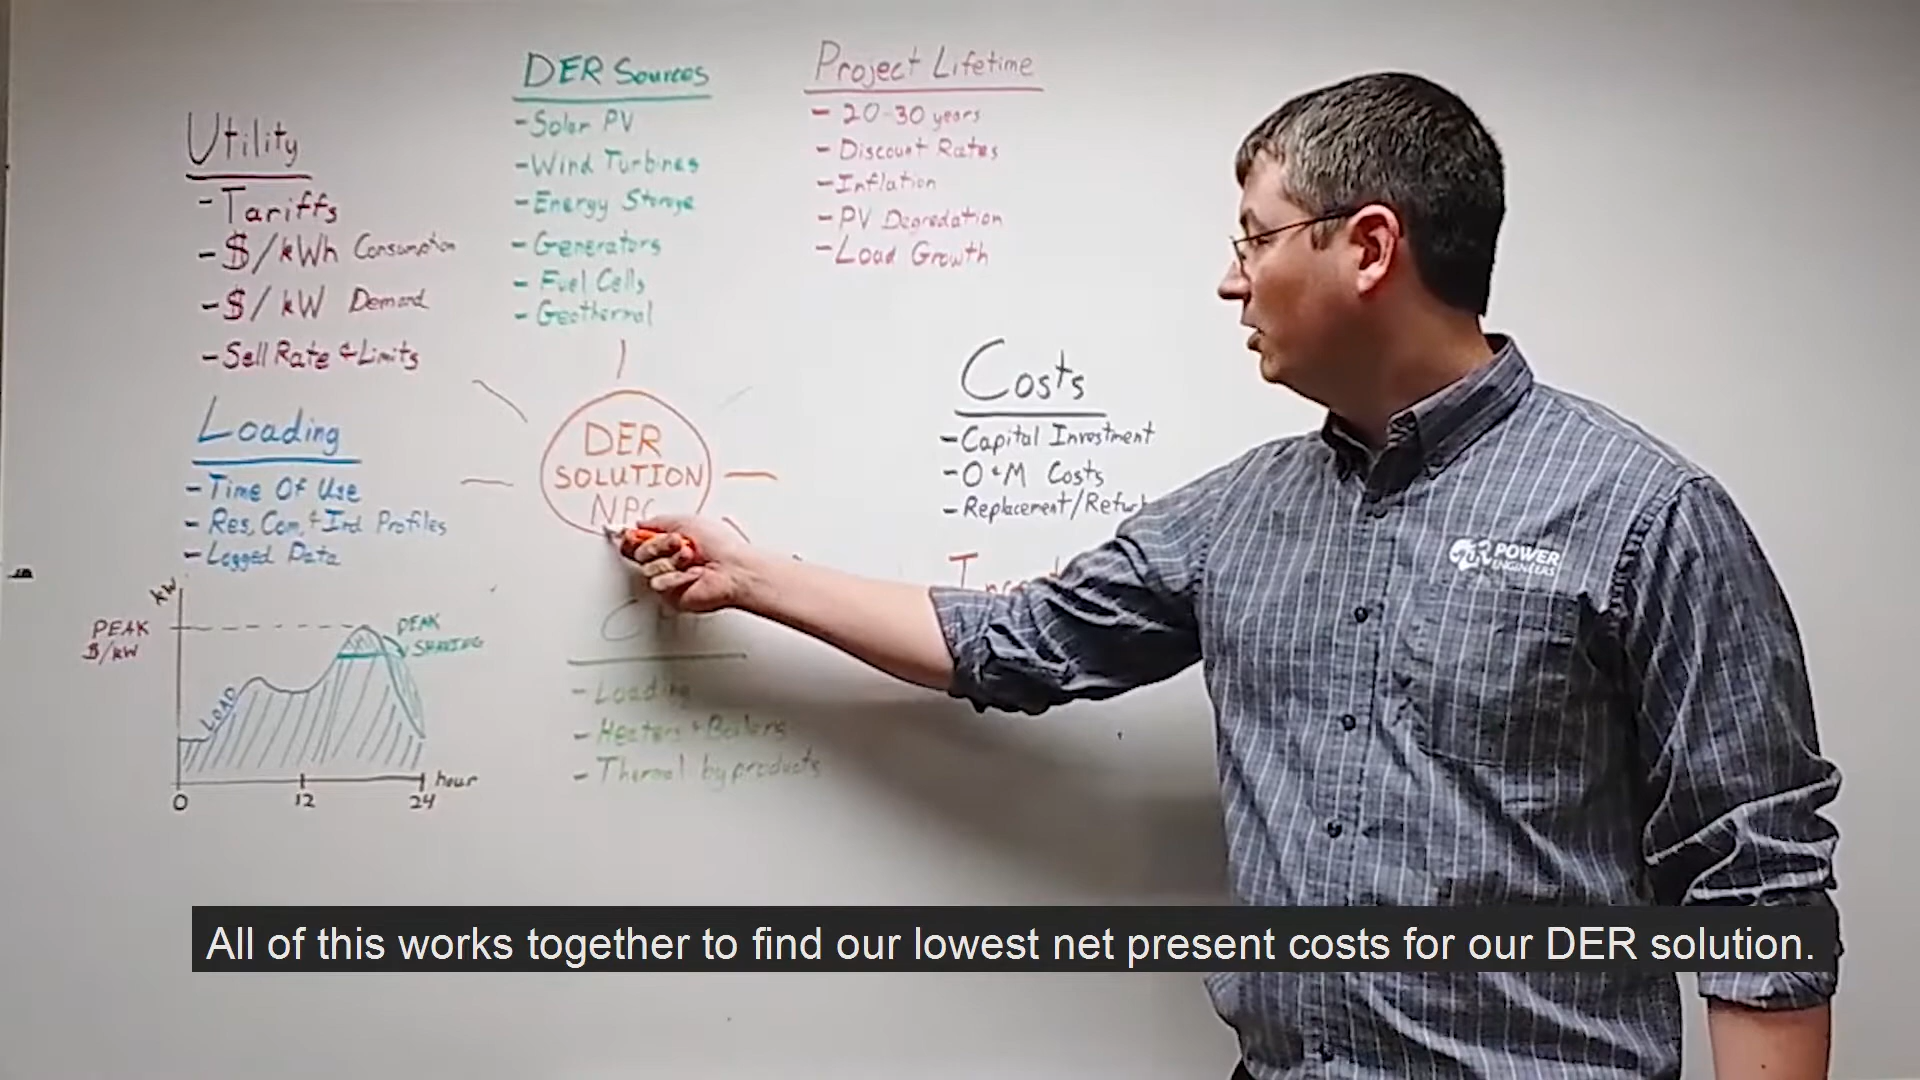 Utility
- Tariffs
- $/kWh Consumption
- $/kW Demand
- Sell Rate & Limits
DER Sources
- Solar PV
- Wind Turbines
- Energy Storage
- Generators
- Fuel Cells
- Geothermal
Project Lifetime
- 20-30 years
- Discount Rates
- Inflation
- PV Degredation
- Load Growth
Loading
- Time Of Use
- Res, Com, & Ind Profiles
- Logged Data
DER
SOLUTION
NPC
Costs
- Capital Investment
- O&M Costs
- Replacement/Refurb
kW
PEAK
$/kW
PEAK
SHAVING
LOAD
0
12
24
hour
- Loading
- Heaters & Boilers
- Thermal byproducts
POWER
ENGINEERS
All of this works together to find our lowest net present costs for our DER solution.